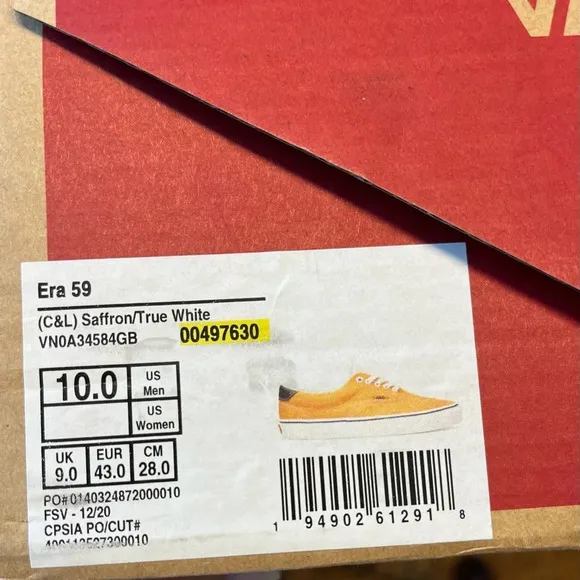 Era 59
(C&L) Saffron/True White
VN0A34584GB 00497630
10.0 US Men
US Women
UK 9.0 EUR 43.0 CM 28.0
PO#0140324872000010
FSV - 12/20
CPSIA PO/CUT#
400113527300010
1 94902 61291 8